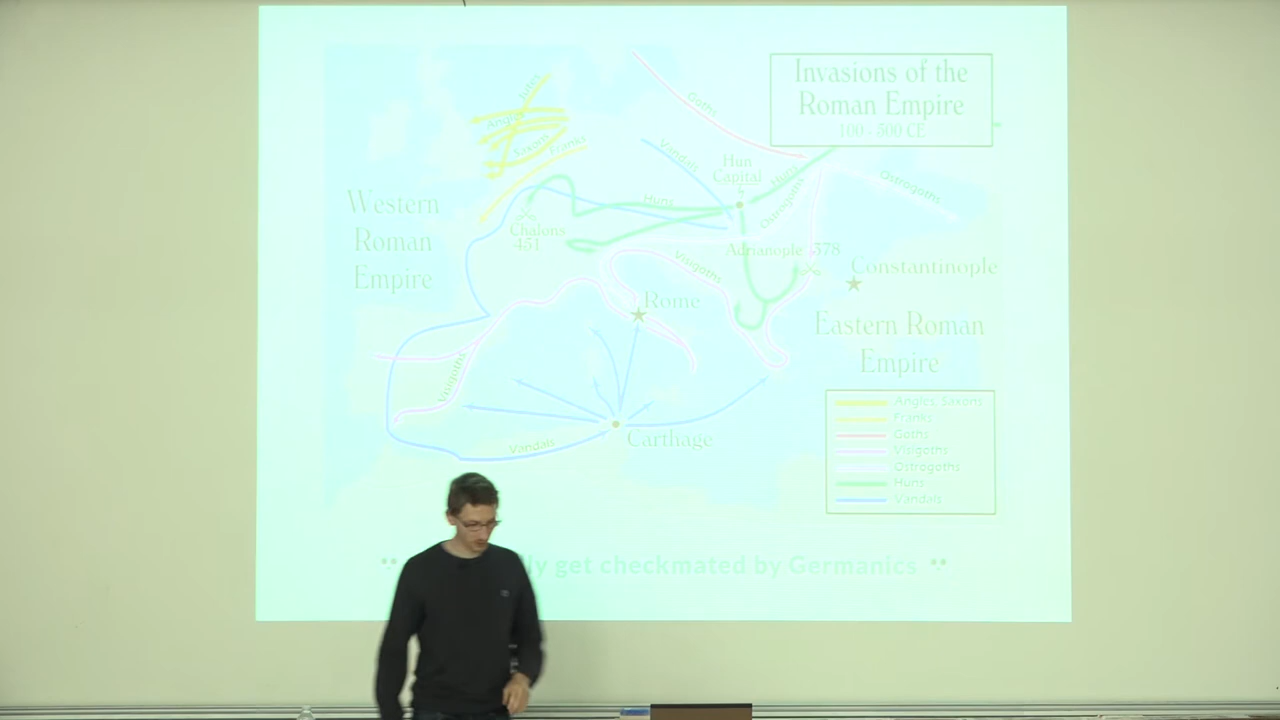 Invasions of the
Roman Empire
100 - 500 CE
Jutes
Angles
Saxons
Franks
Goths
Vandals
Hun
Capital
Huns
Ostrogoths
Ostrogoths
Huns
Western
Roman
Empire
Chalons
451
Adrianople 378
Visigoths
Constantinople
Rome
Eastern Roman
Empire
Visigoths
Carthage
Vandals
Angles, Saxons
Franks
Goths
Visigoths
Ostrogoths
Huns
Vandals
get checkmated by Germanics